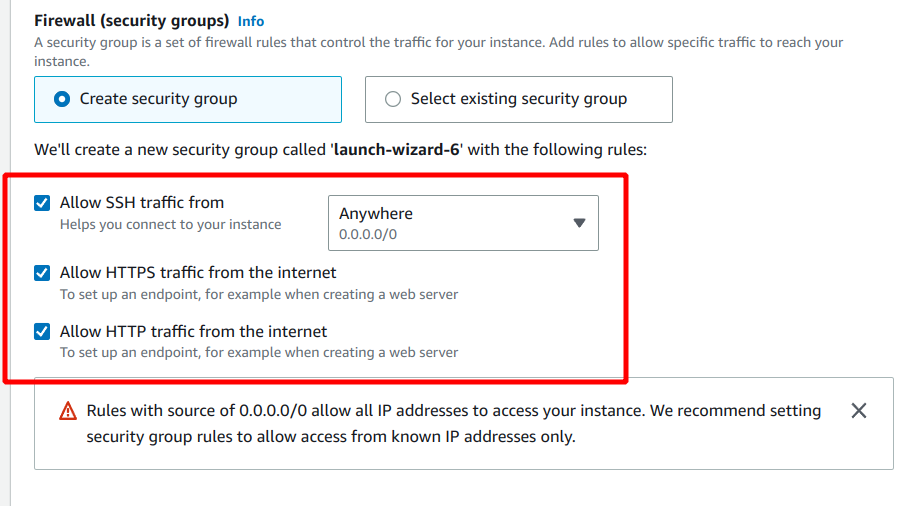 Firewall (security groups) Info
A security group is a set of firewall rules that control the traffic for your instance. Add rules to allow specific traffic to reach your
instance.
Create security group
Select existing security group
We'll create a new security group called 'launch-wizard-6' with the following rules:
Allow SSH traffic from
Helps you connect to your instance
Anywhere
0.0.0.0/0
Allow HTTPS traffic from the internet
To set up an endpoint, for example when creating a web server
Allow HTTP traffic from the internet
To set up an endpoint, for example when creating a web server
Rules with source of 0.0.0.0/0 allow all IP addresses to access your instance. We recommend setting
security group rules to allow access from known IP addresses only.